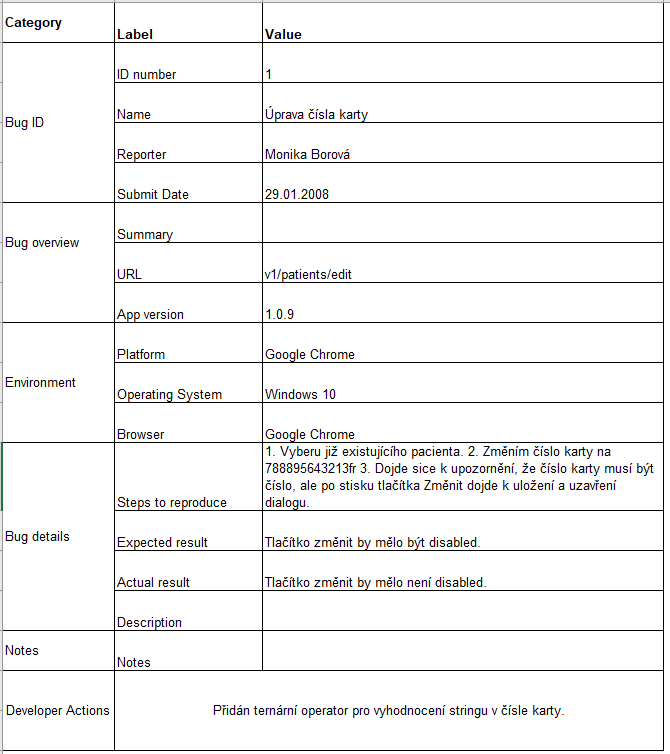 Category
Label Value
Bug ID
ID number 1
Name Úprava čísla karty
Reporter Monika Borová
Submit Date 29.01.2008
Bug overview
Summary
URL v1/patients/edit
App version 1.0.9
Environment
Platform Google Chrome
Operating System Windows 10
Browser Google Chrome
Bug details
Steps to reproduce
1. Vyberu již existujícího pacienta. 2. Změním číslo karty na
788895643213fr 3. Dojde sice k upozornění, že číslo karty musí být
číslo, ale po stisku tlačítka Změnit dojde k uložení a uzavření
dialogu.
Expected result Tlačítko změnit by mělo být disabled.
Actual result Tlačítko změnit by mělo není disabled.
Description
Notes
Notes
Developer Actions Přidán ternární operator pro vyhodnocení stringu v čísle karty.